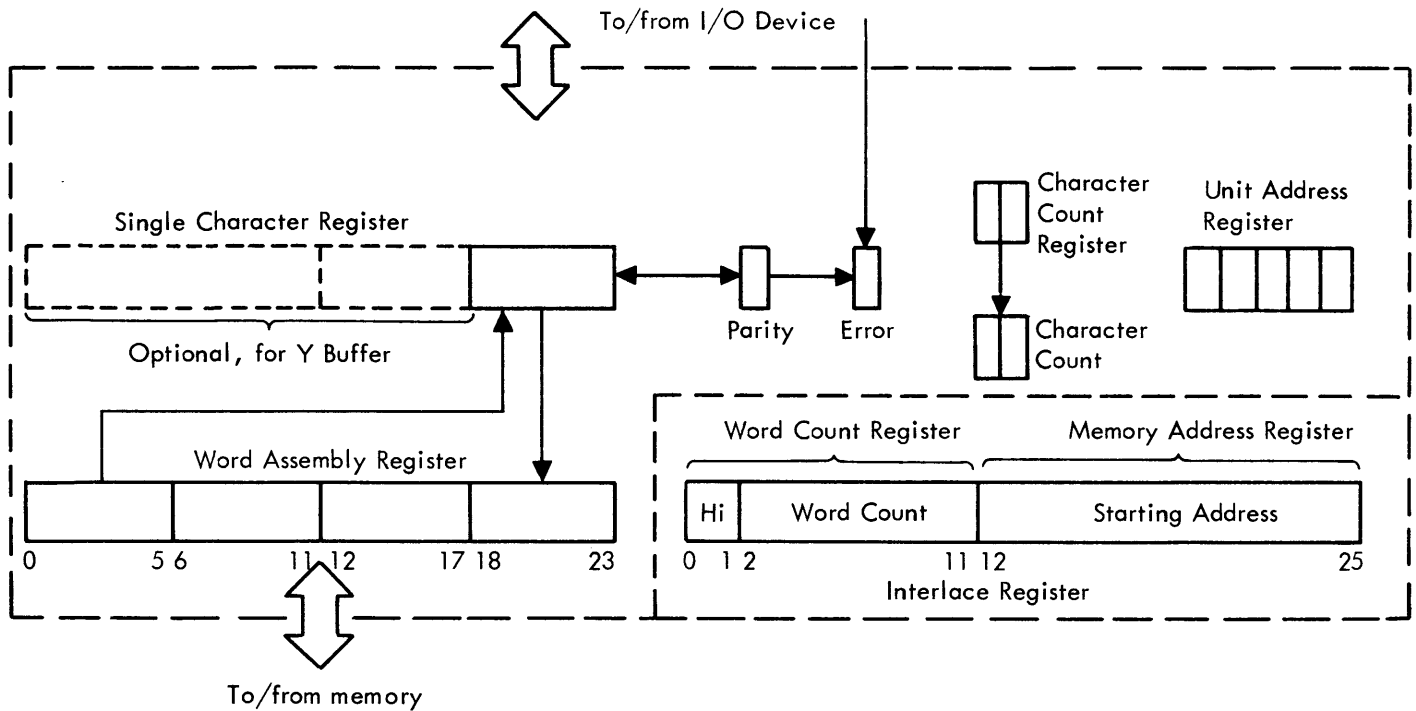 To/from I/O Device
Single Character Register
Optional, for Y Buffer
Parity
Error
Character
Count
Register
Character
Count
Unit Address
Register
Word Assembly Register
0 5 6 11 12 17 18 23
To/from memory
Word Count Register
Memory Address Register
Hi
Word Count
Starting Address
0 1 2 11 12 25
Interlace Register